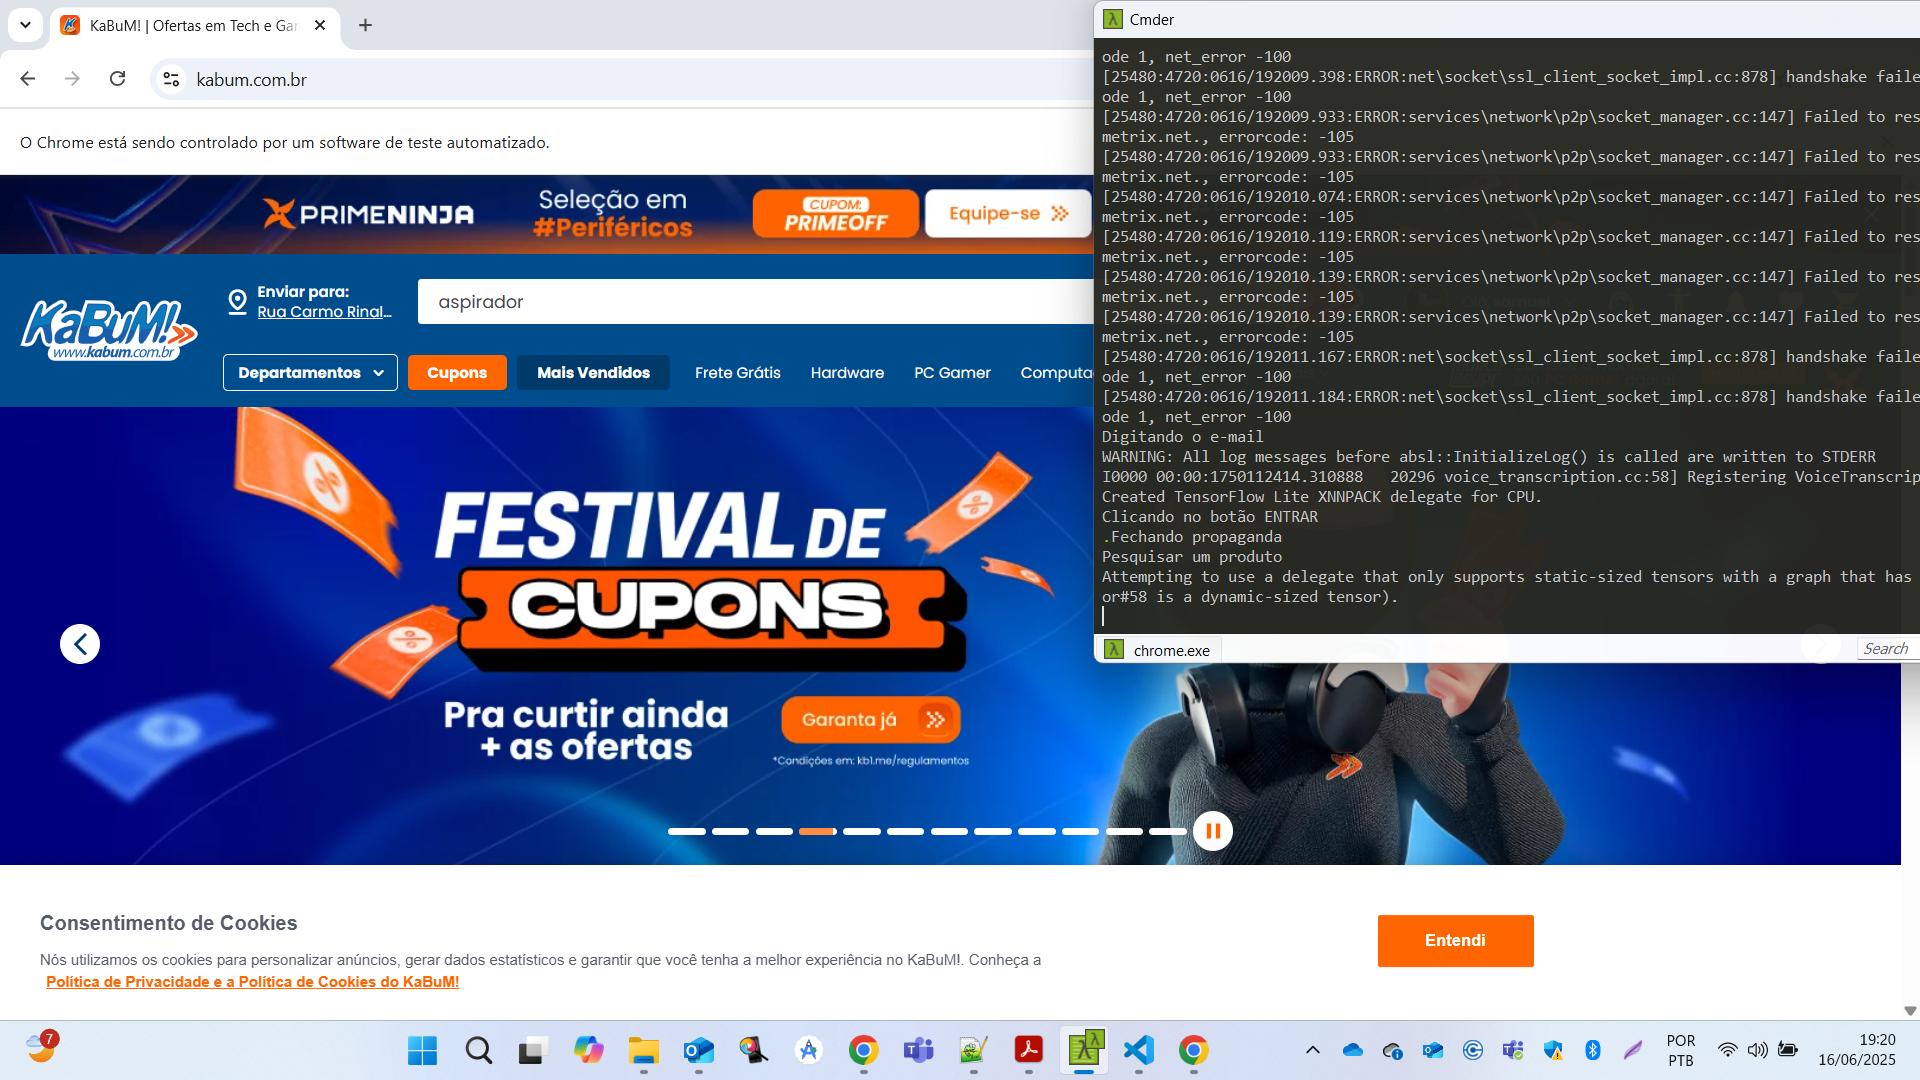 KaBuM! | Ofertas em Tech e Gar
kabum.com.br
O Chrome está sendo controlado por um software de teste automatizado.
PRIMENINJA
Seleção em
#Periféricos
CUPOM:
PRIMEOFF
Equipe-se
KaBuM!
www.kabum.com.br
Enviar para:
Rua Carmo Rinal...
aspirador
Departamentos
Cupons
Mais Vendidos
Frete Grátis
Hardware
PC Gamer
Computa
FESTIVAL DE
CUPONS
Pra curtir ainda
+ as ofertas
Garanta já
*Condições em: kb1.me/regulamentos
Consentimento de Cookies
Nós utilizamos os cookies para personalizar anúncios, gerar dados estatísticos e garantir que você tenha a melhor experiência no KaBuM!. Conheça a
Política de Privacidade e a Política de Cookies do KaBuM!
Entendi
Cmder
ode 1, net_error -100
[25480:4720:0616/192009.398:ERROR:net\socket\ssl_client_socket_impl.cc:878] handshake faile
ode 1, net_error -100
[25480:4720:0616/192009.933:ERROR:services\network\p2p\socket_manager.cc:147] Failed to res
metrix.net., errorcode: -105
[25480:4720:0616/192009.933:ERROR:services\network\p2p\socket_manager.cc:147] Failed to res
metrix.net., errorcode: -105
[25480:4720:0616/192010.074:ERROR:services\network\p2p\socket_manager.cc:147] Failed to res
metrix.net., errorcode: -105
[25480:4720:0616/192010.119:ERROR:services\network\p2p\socket_manager.cc:147] Failed to res
metrix.net., errorcode: -105
[25480:4720:0616/192010.139:ERROR:services\network\p2p\socket_manager.cc:147] Failed to res
metrix.net., errorcode: -105
[25480:4720:0616/192010.139:ERROR:services\network\p2p\socket_manager.cc:147] Failed to res
metrix.net., errorcode: -105
[25480:4720:0616/192011.167:ERROR:net\socket\ssl_client_socket_impl.cc:878] handshake faile
ode 1, net_error -100
[25480:4720:0616/192011.184:ERROR:net\socket\ssl_client_socket_impl.cc:878] handshake faile
ode 1, net_error -100
Digitando o e-mail
WARNING: All log messages before absl::InitializeLog() is called are written to STDERR
I0000 00:00:1750112414.310888   20296 voice_transcription.cc:58] Registering VoiceTranscrip
Created TensorFlow Lite XNNPACK delegate for CPU.
Clicando no botão ENTRAR
.Fechando propaganda
Pesquisar um produto
Attempting to use a delegate that only supports static-sized tensors with a graph that has
or#58 is a dynamic-sized tensor).
chrome.exe
Search
7
POR
PTB
19:20
16/06/2025